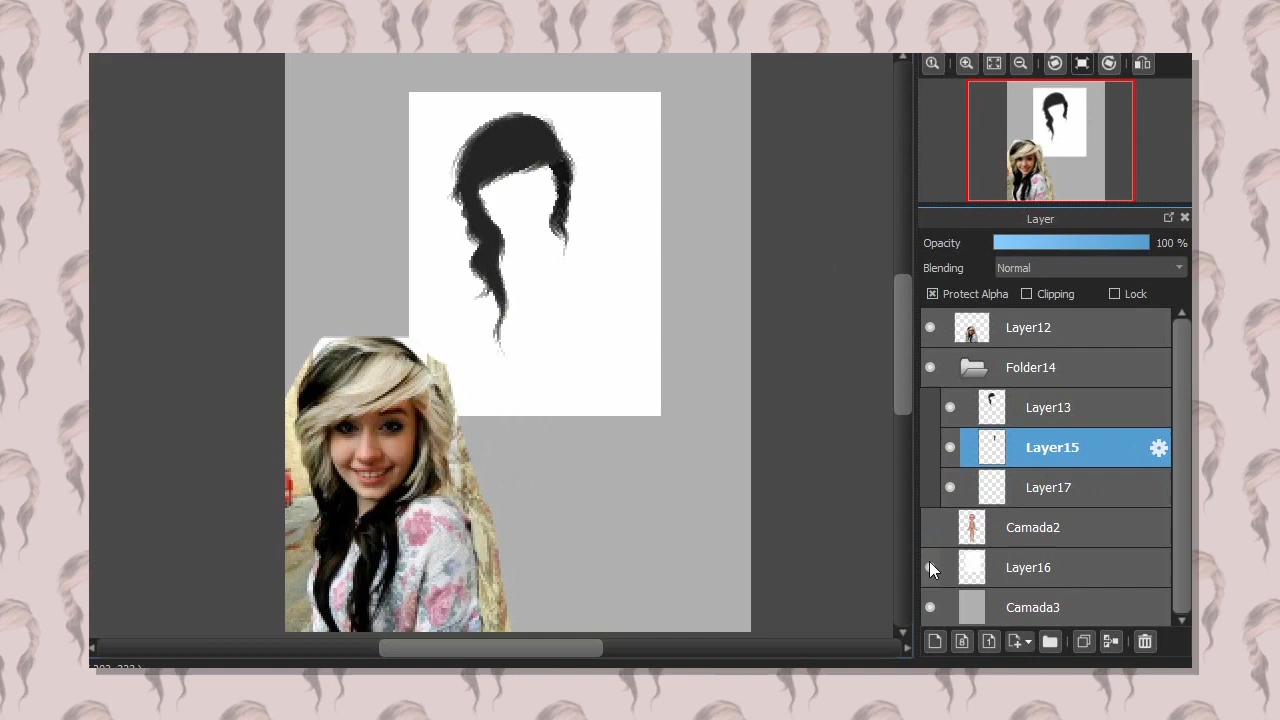 Layer
Opacity 100 %
Blending Normal
Protect Alpha Clipping Lock
Layer12
Folder14
Layer13
Layer15
Layer17
Camada2
Layer16
Camada3